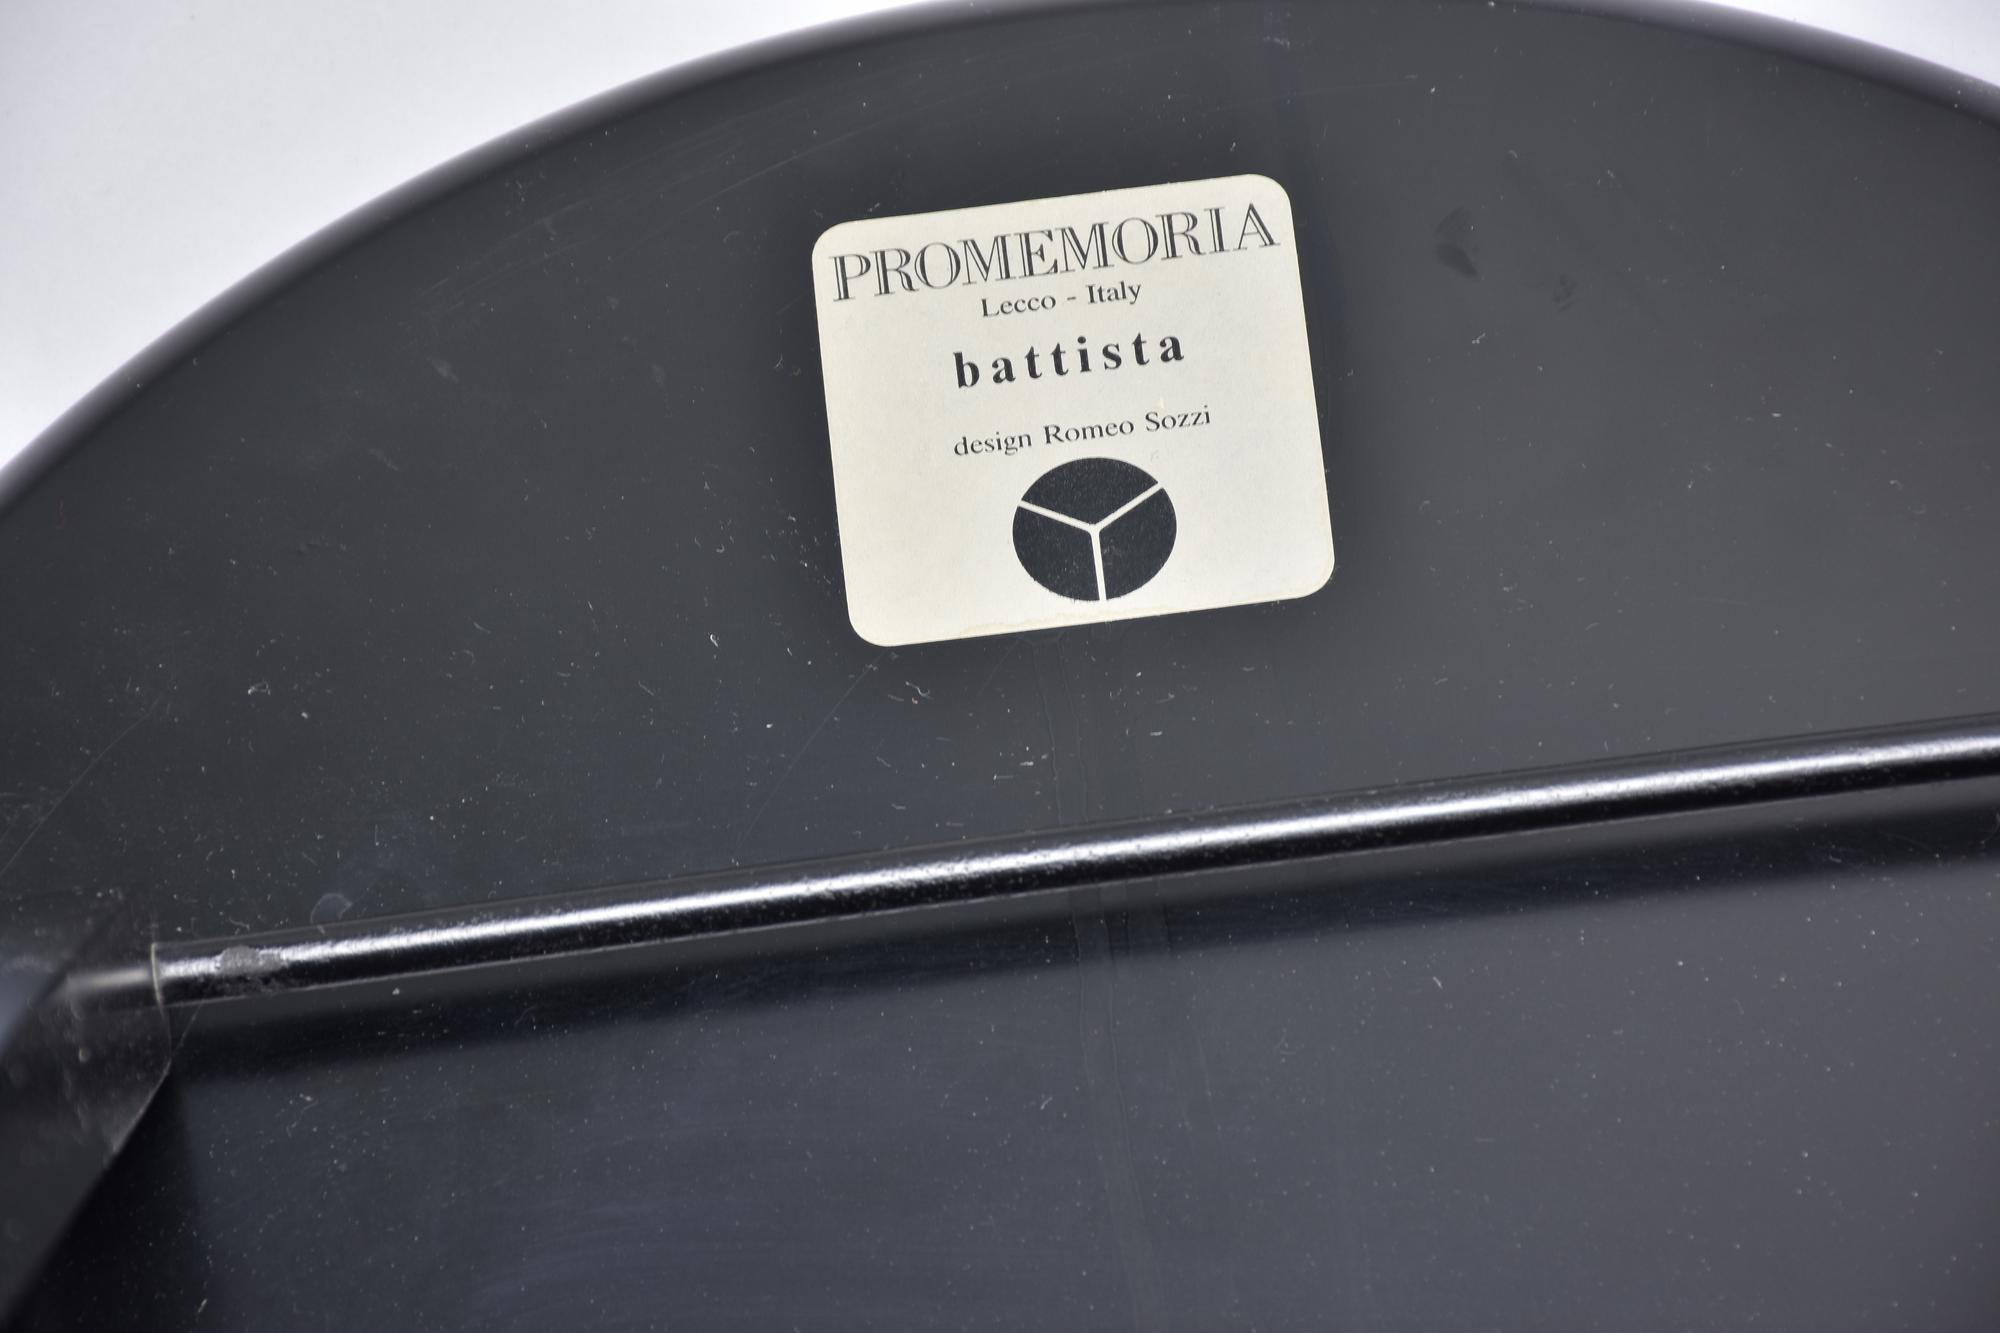 PROMEMORIA
Lecco - Italy
battista
design Romeo Sozzi